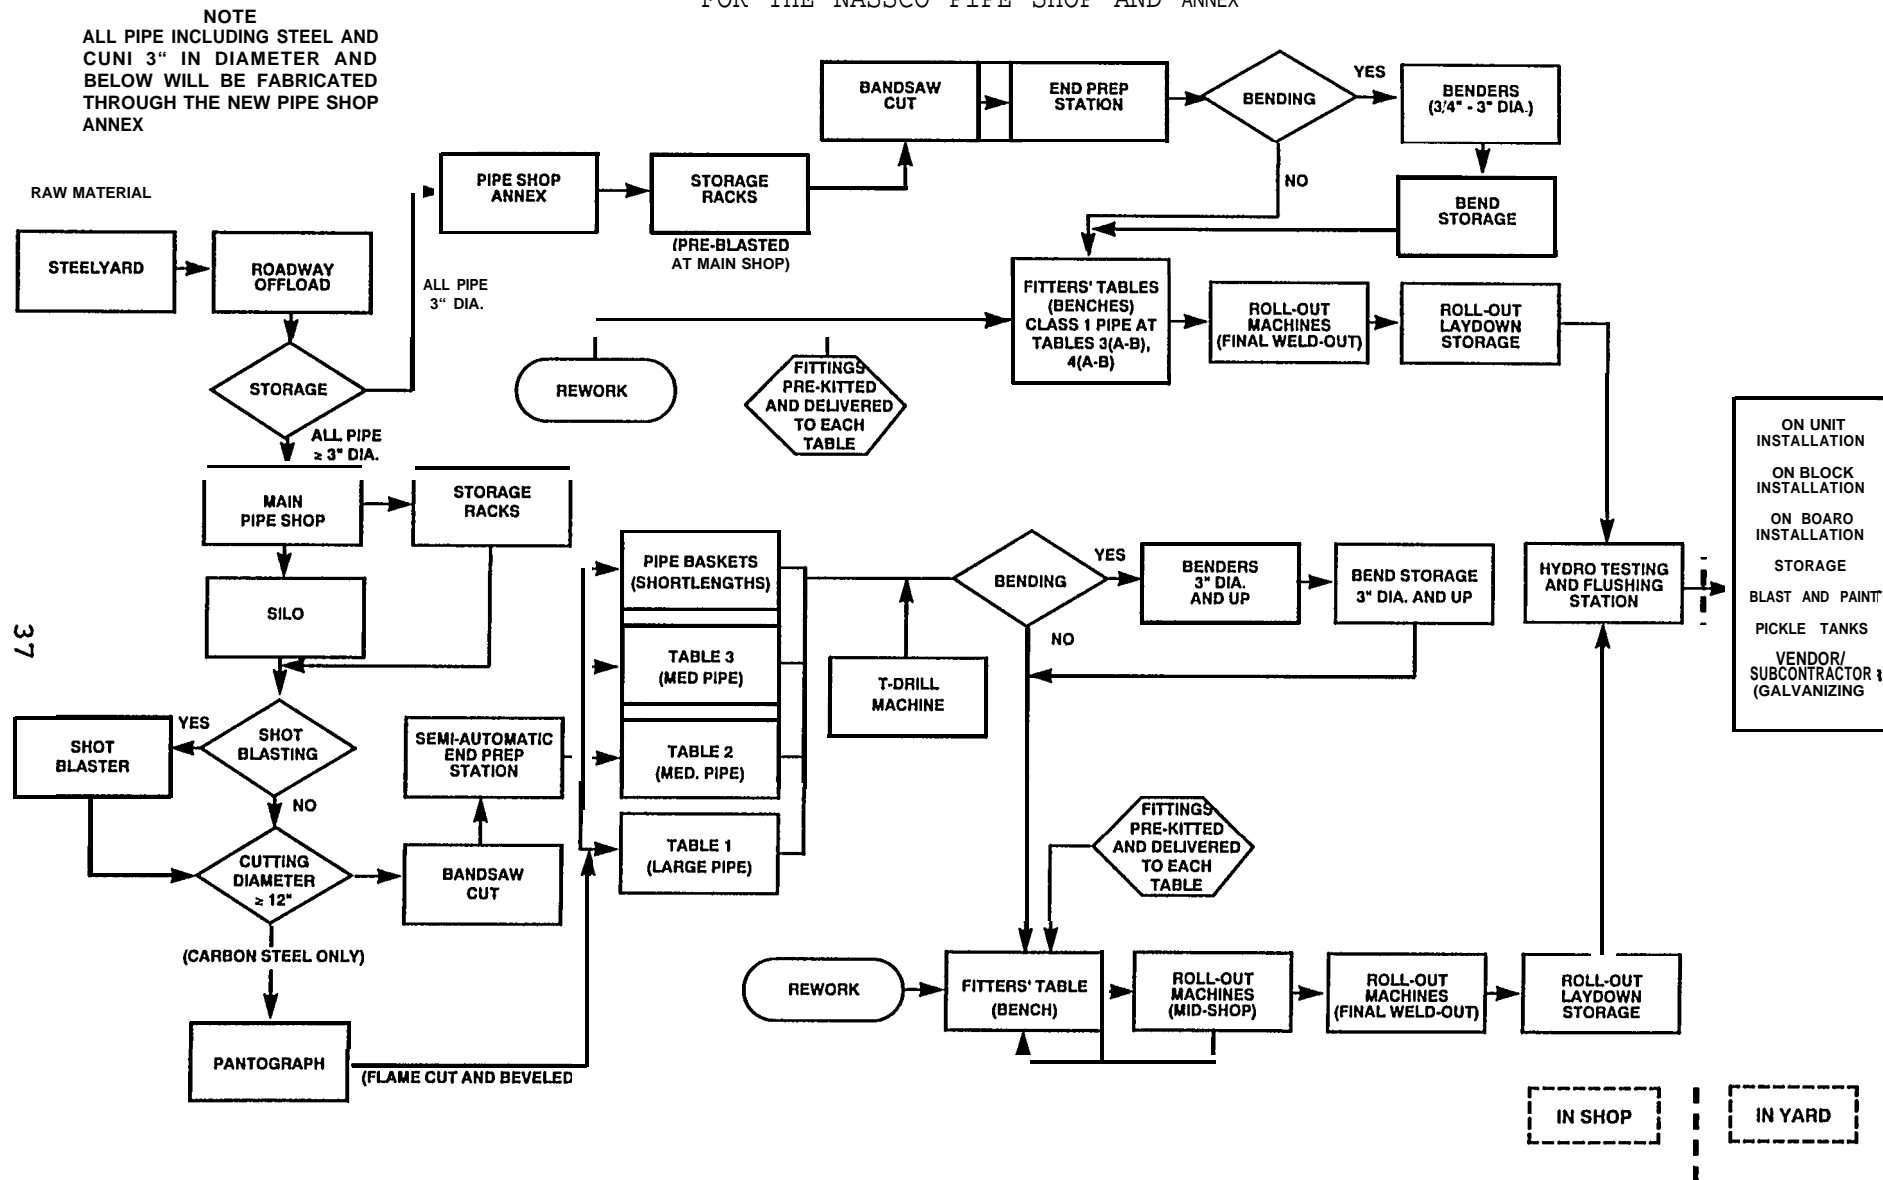 FOR THE NASSCO PIPE SHOP AND ANNEX
NOTE
ALL PIPE INCLUDING STEEL AND
CUNI 3“ IN DIAMETER AND
BELOW WILL BE FABRICATED
THROUGH THE NEW PIPE SHOP
ANNEX
RAW MATERIAL
STEELYARD
ROADWAY
OFFLOAD
STORAGE
ALL PIPE
3“ DIA.
ALL PIPE
≥ 3" DIA.
PIPE SHOP
ANNEX
STORAGE
RACKS
(PRE-BLASTED
AT MAIN SHOP)
BANDSAW
CUT
END PREP
STATION
BENDING
YES
NO
BENDERS
(3/4" - 3" DIA.)
BEND
STORAGE
REWORK
FITTINGS
PRE-KITTED
AND DELIVERED
TO EACH
TABLE
FITTERS' TABLES
(BENCHES)
CLASS 1 PIPE AT
TABLES 3(A-B),
4(A-B)
ROLL-OUT
MACHINES
(FINAL WELD-OUT)
ROLL-OUT
LAYDOWN
STORAGE
MAIN
PIPE SHOP
STORAGE
RACKS
SILO
SHOT
BLASTING
YES
NO
SHOT
BLASTER
CUTTING
DIAMETER
≥ 12"
(CARBON STEEL ONLY)
PANTOGRAPH
(FLAME CUT AND BEVELED
BANDSAW
CUT
SEMI-AUTOMATIC
END PREP
STATION
PIPE BASKETS
(SHORTLENGTHS)
TABLE 3
(MED PIPE)
TABLE 2
(MED. PIPE)
TABLE 1
(LARGE PIPE)
T-DRILL
MACHINE
BENDING
YES
NO
BENDERS
3" DIA.
AND UP
BEND STORAGE
3" DIA. AND UP
FITTINGS
PRE-KITTED
AND DELIVERED
TO EACH
TABLE
REWORK
FITTERS' TABLE
(BENCH)
ROLL-OUT
MACHINES
(MID-SHOP)
ROLL-OUT
MACHINES
(FINAL WELD-OUT)
ROLL-OUT
LAYDOWN
STORAGE
HYDRO TESTING
AND FLUSHING
STATION
ON UNIT
INSTALLATION
ON BLOCK
INSTALLATION
ON BOARO
INSTALLATION
STORAGE
BLAST AND PAINT
PICKLE TANKS
VENDOR/
SUBCONTRACTOR
(GALVANIZING
IN SHOP
IN YARD
37